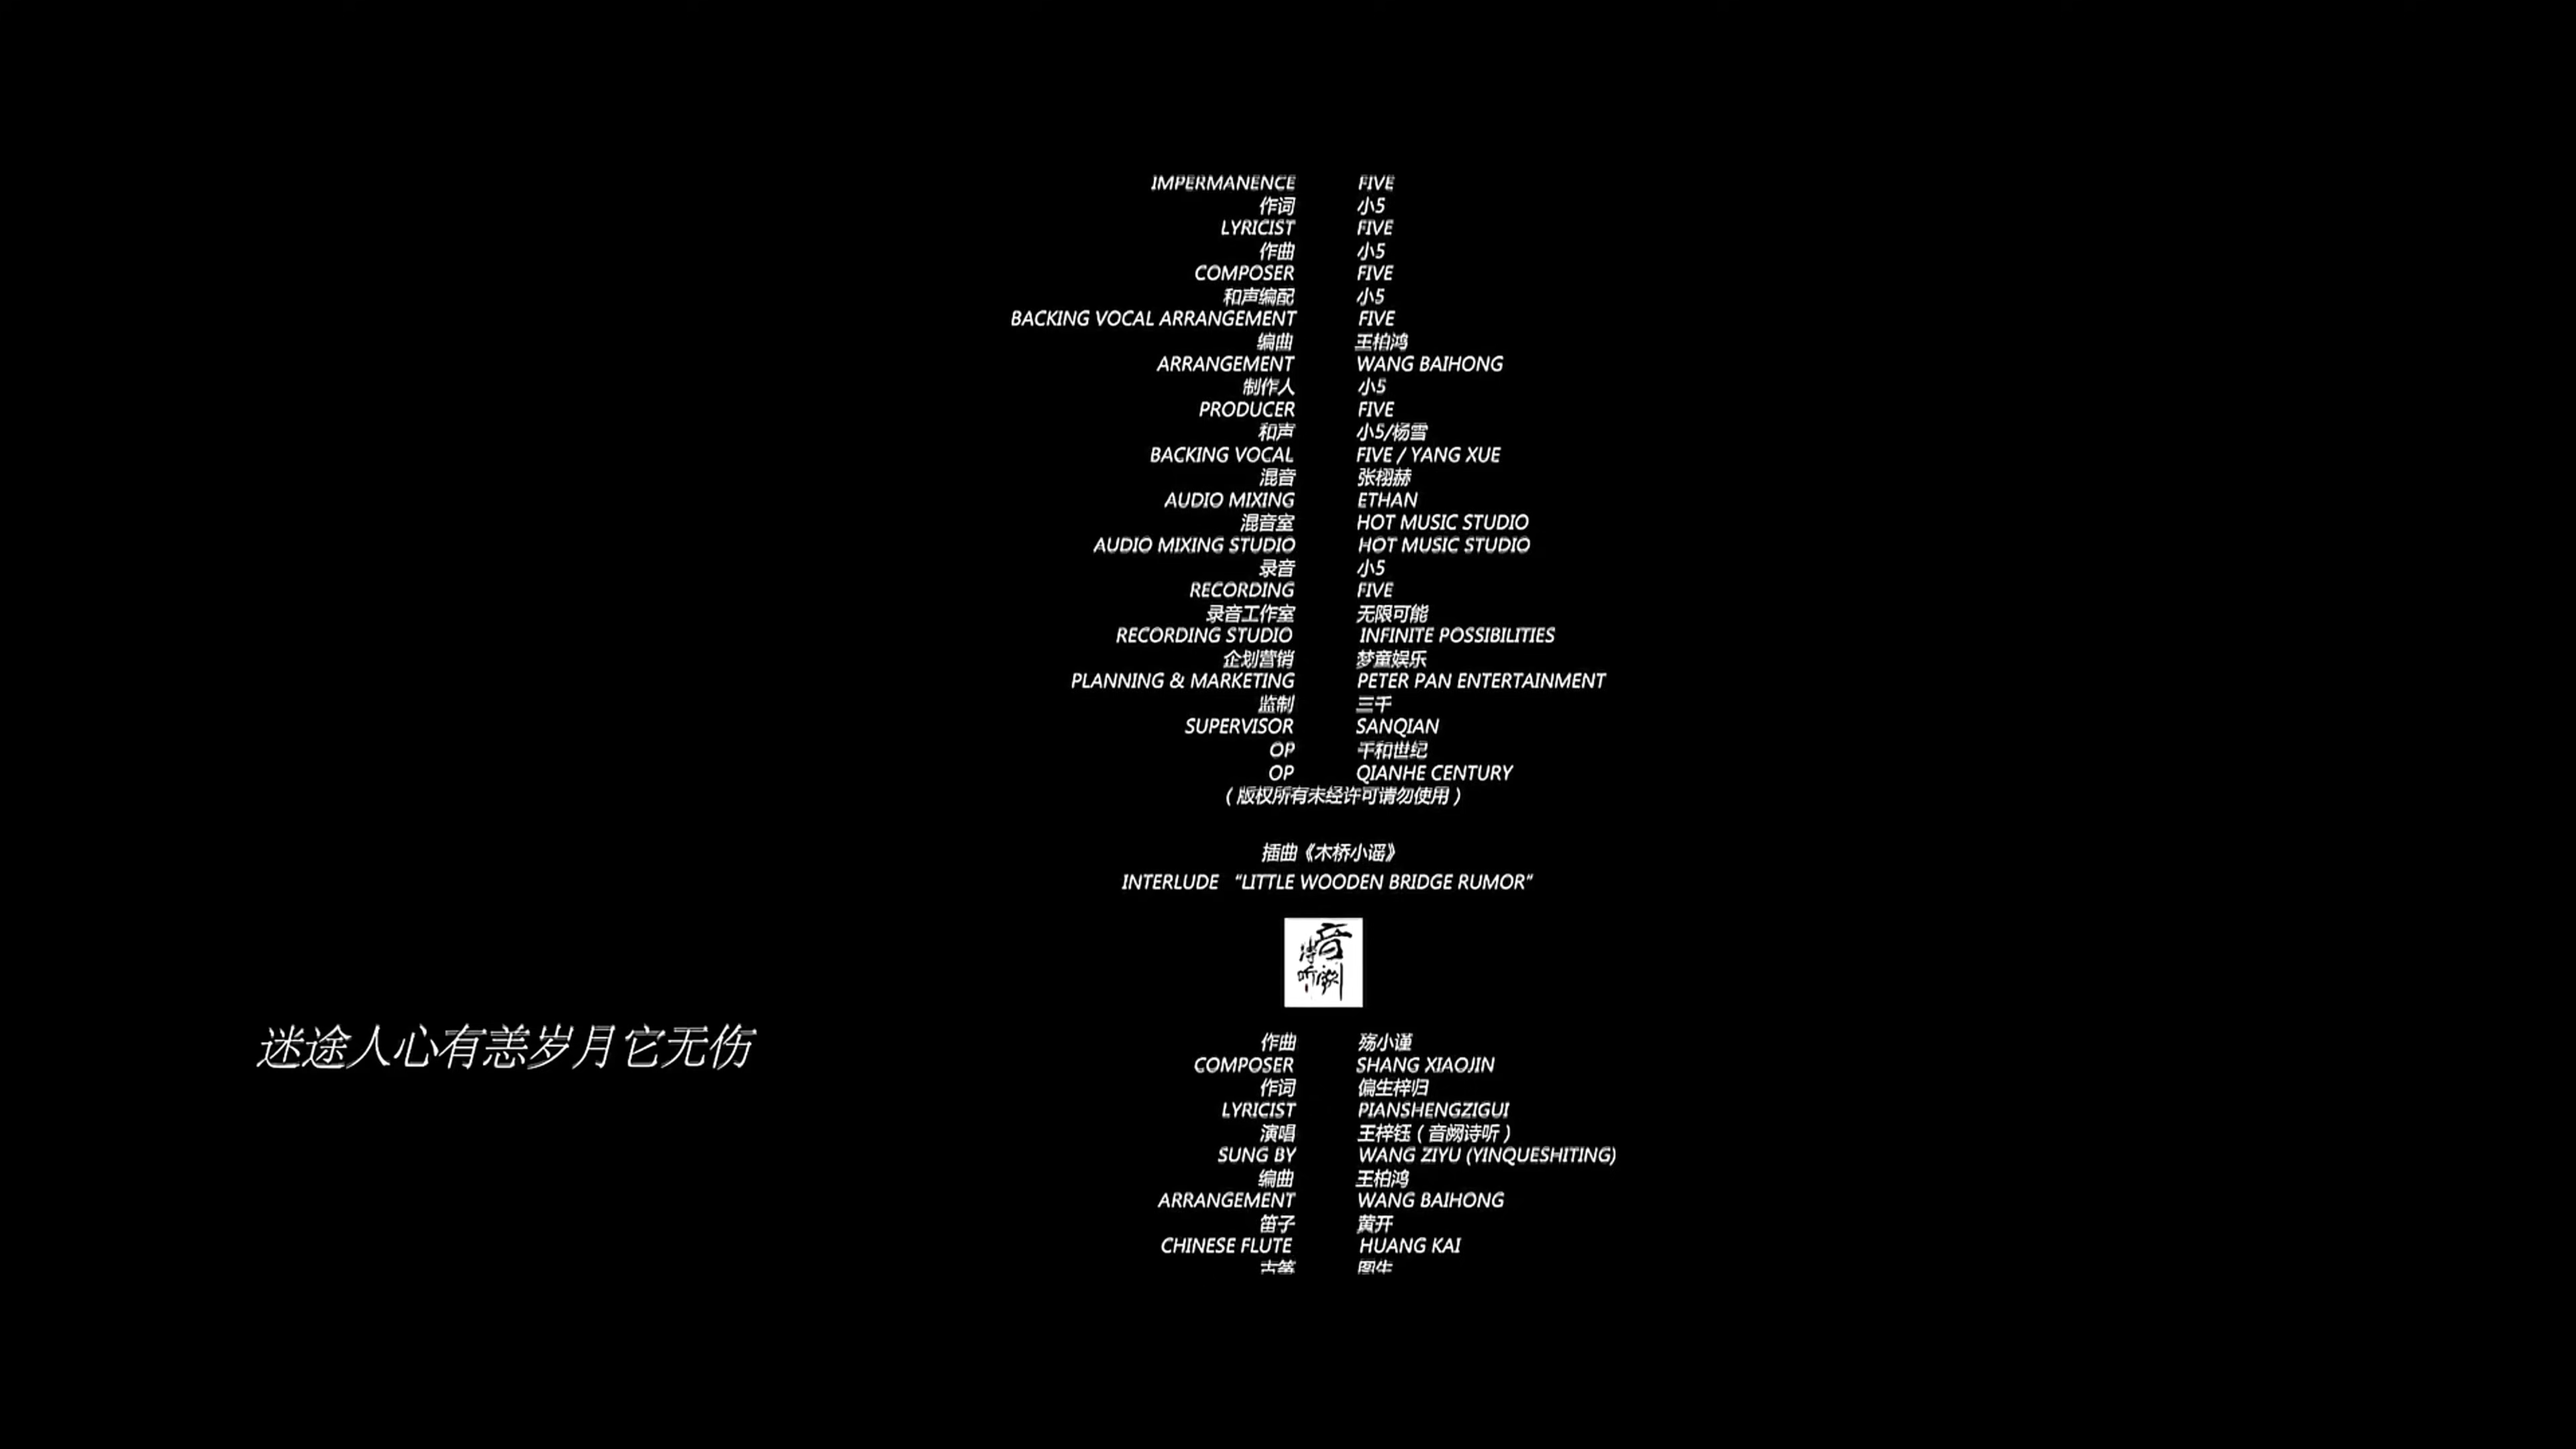 IMPERMANENCE FIVE
作词 小5
LYRICIST FIVE
作曲 小5
COMPOSER FIVE
和声编配 小5
BACKING VOCAL ARRANGEMENT FIVE
编曲 王柏鸿
ARRANGEMENT WANG BAIHONG
制作人 小5
PRODUCER FIVE
和声 小5/杨雪
BACKING VOCAL FIVE / YANG XUE
混音 张栩赫
AUDIO MIXING ETHAN
混音室 HOT MUSIC STUDIO
AUDIO MIXING STUDIO HOT MUSIC STUDIO
录音 小5
RECORDING FIVE
录音工作室 无限可能
RECORDING STUDIO INFINITE POSSIBILITIES
企划营销 梦童娱乐
PLANNING & MARKETING PETER PAN ENTERTAINMENT
监制 三千
SUPERVISOR SANQIAN
OP 千和世纪
OP QIANHE CENTURY
（版权所有未经许可请勿使用）
插曲《木桥小谣》
INTERLUDE “LITTLE WOODEN BRIDGE RUMOR”
音阙诗听
迷途人心有恙岁月它无伤
作曲 殇小谨
COMPOSER SHANG XIAOJIN
作词 偏生梓归
LYRICIST PIANSHENGZIGUI
演唱 王梓钰（音阙诗听）
SUNG BY WANG ZIYU (YINQUESHITING)
编曲 王柏鸿
ARRANGEMENT WANG BAIHONG
笛子 黄开
CHINESE FLUTE HUANG KAI
古筝